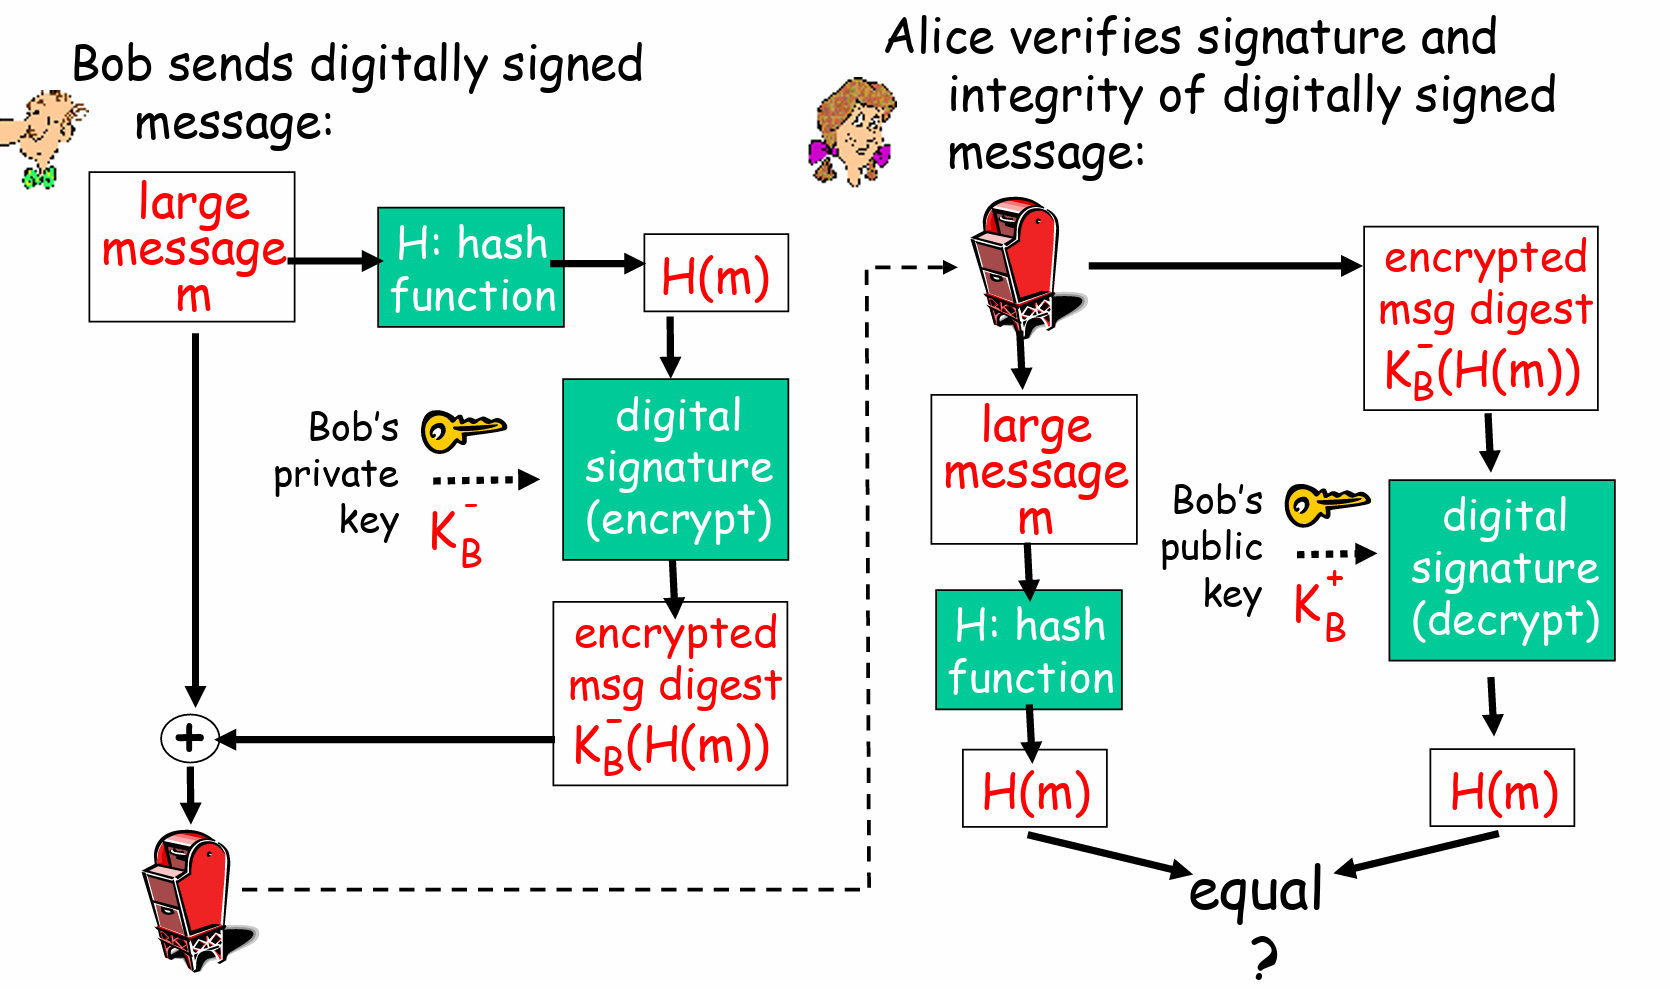 Bob sends digitally signed
message:
large
message
m
H: hash
function
H(m)
Bob's
private
key
K_B^-
digital
signature
(encrypt)
encrypted
msg digest
K_B^-(H(m))
+
Alice verifies signature and
integrity of digitally signed
message:
encrypted
msg digest
K_B^-(H(m))
large
message
m
Bob's
public
key
K_B^+
digital
signature
(decrypt)
H: hash
function
H(m)
H(m)
equal
?